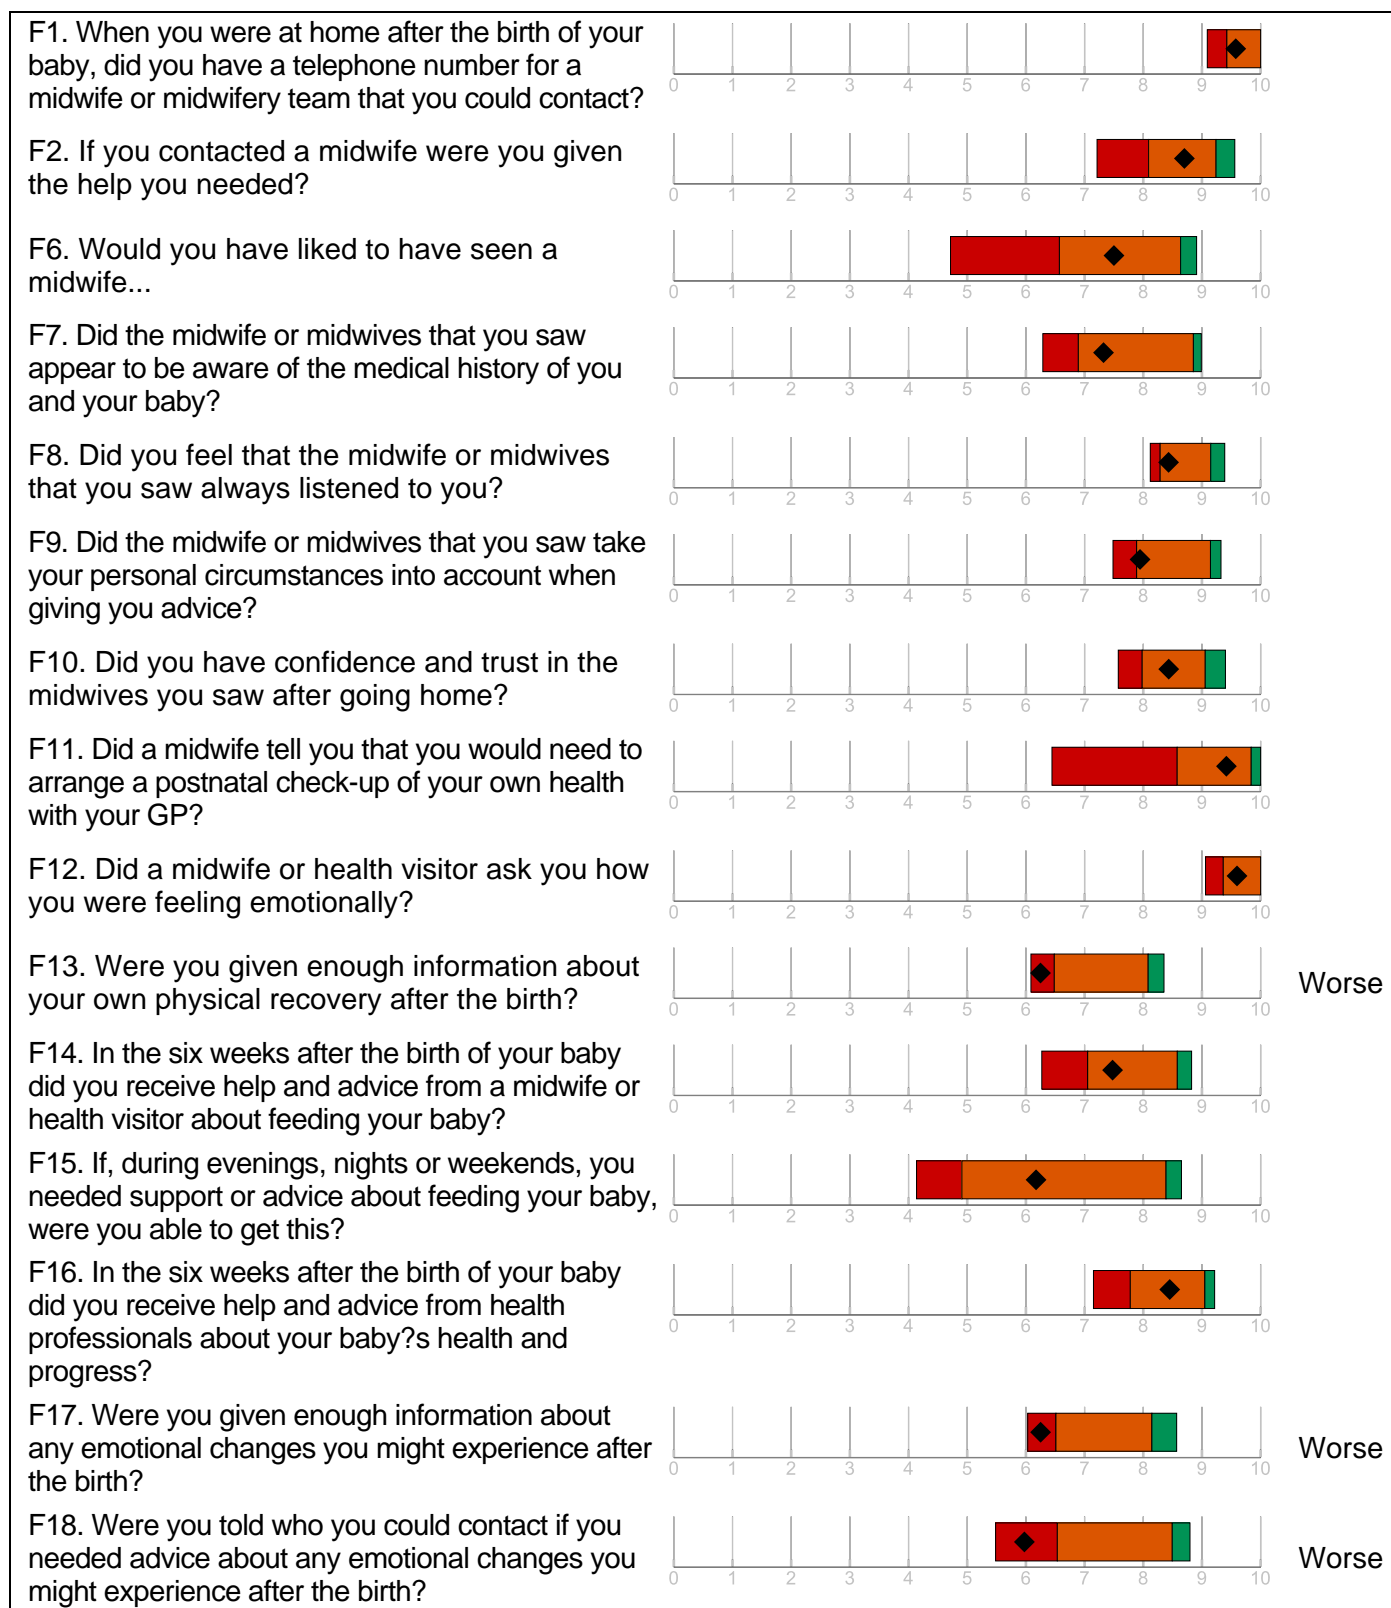 F1. When you were at home after the birth of your
baby, did you have a telephone number for a
midwife or midwifery team that you could contact?
0 1 2 3 4 5 6 7 8 9 10
F2. If you contacted a midwife were you given
the help you needed?
0 1 2 3 4 5 6 7 8 9 10
F6. Would you have liked to have seen a
midwife...
0 1 2 3 4 5 6 7 8 9 10
F7. Did the midwife or midwives that you saw
appear to be aware of the medical history of you
and your baby?
0 1 2 3 4 5 6 7 8 9 10
F8. Did you feel that the midwife or midwives
that you saw always listened to you?
0 1 2 3 4 5 6 7 8 9 10
F9. Did the midwife or midwives that you saw take
your personal circumstances into account when
giving you advice?
0 1 2 3 4 5 6 7 8 9 10
F10. Did you have confidence and trust in the
midwives you saw after going home?
0 1 2 3 4 5 6 7 8 9 10
F11. Did a midwife tell you that you would need to
arrange a postnatal check-up of your own health
with your GP?
0 1 2 3 4 5 6 7 8 9 10
F12. Did a midwife or health visitor ask you how
you were feeling emotionally?
0 1 2 3 4 5 6 7 8 9 10
F13. Were you given enough information about
your own physical recovery after the birth?
0 1 2 3 4 5 6 7 8 9 10
Worse
F14. In the six weeks after the birth of your baby
did you receive help and advice from a midwife or
health visitor about feeding your baby?
0 1 2 3 4 5 6 7 8 9 10
F15. If, during evenings, nights or weekends, you
needed support or advice about feeding your baby,
were you able to get this?
0 1 2 3 4 5 6 7 8 9 10
F16. In the six weeks after the birth of your baby
did you receive help and advice from health
professionals about your baby?s health and
progress?
0 1 2 3 4 5 6 7 8 9 10
F17. Were you given enough information about
any emotional changes you might experience after
the birth?
0 1 2 3 4 5 6 7 8 9 10
Worse
F18. Were you told who you could contact if you
needed advice about any emotional changes you
might experience after the birth?
0 1 2 3 4 5 6 7 8 9 10
Worse